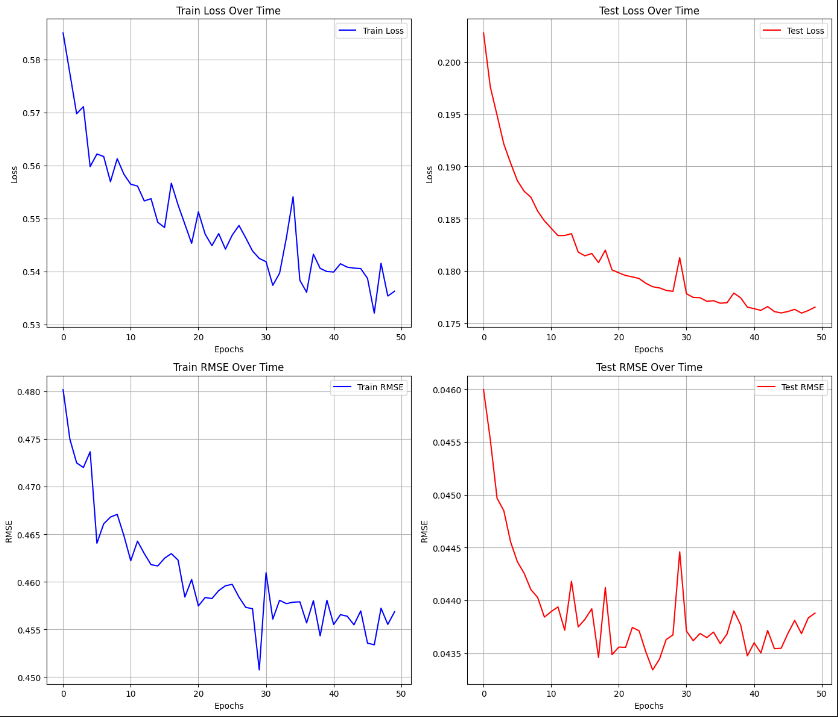 Train Loss Over Time
Train Loss
0.58
0.57
0.56
0.55
0.54
0.53
Loss
0 10 20 30 40 50
Epochs
Test Loss Over Time
Test Loss
0.200
0.195
0.190
0.185
0.180
0.175
Loss
0 10 20 30 40 50
Epochs
Train RMSE Over Time
Train RMSE
0.480
0.475
0.470
0.465
0.460
0.455
0.450
RMSE
0 10 20 30 40 50
Epochs
Test RMSE Over Time
Test RMSE
0.0460
0.0455
0.0450
0.0445
0.0440
0.0435
RMSE
0 10 20 30 40 50
Epochs